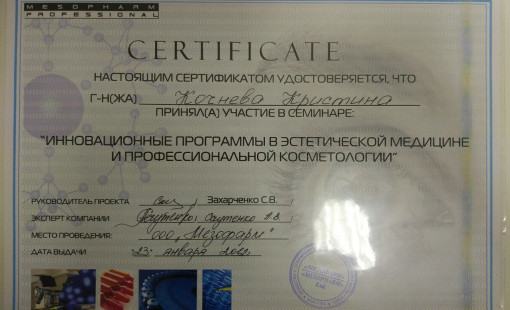 MESOPHARM
PROFESSIONAL
CERTIFICATE
НАСТОЯЩИМ СЕРТИФИКАТОМ УДОСТОВЕРЯЕТСЯ, ЧТО
Г-Н(ЖА) Кочнева Кристина
ПРИНЯЛ(А) УЧАСТИЕ В СЕМИНАРЕ:
"ИННОВАЦИОННЫЕ ПРОГРАММЫ В ЭСТЕТИЧЕСКОЙ МЕДИЦИНЕ
И ПРОФЕССИОНАЛЬНОЙ КОСМЕТОЛОГИИ"
РУКОВОДИТЕЛЬ ПРОЕКТА Захарченко С.В.
ЭКСПЕРТ КОМПАНИИ
МЕСТО ПРОВЕДЕНИЯ: ООО "Мезофарм"
ДАТА ВЫДАЧИ 23 января